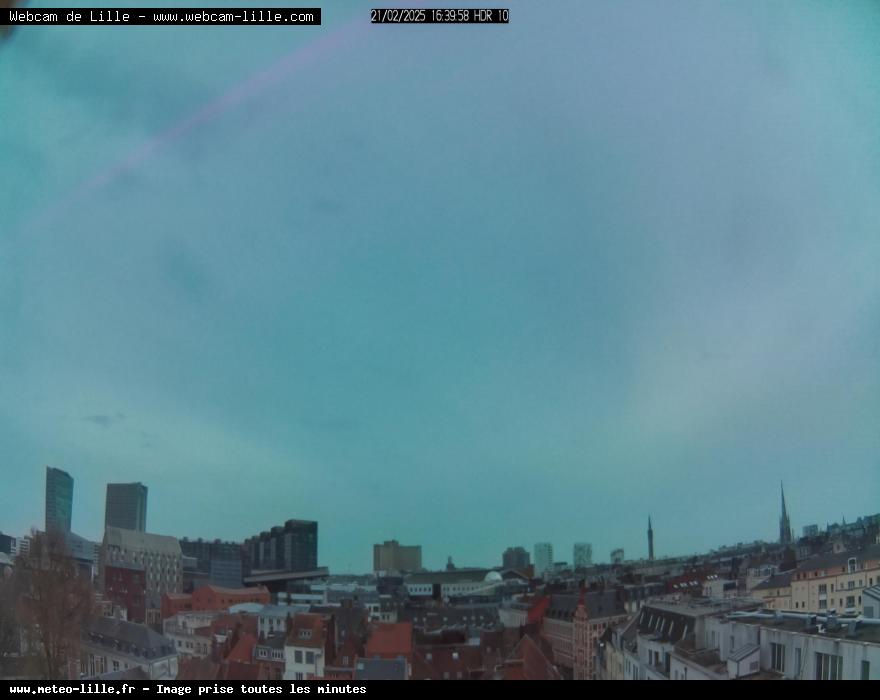 Webcam de Lille - www.webcam-lille.com
21/02/2025 16:39:58 HDR 10
www.meteo-lille.fr - Image prise toutes les minutes